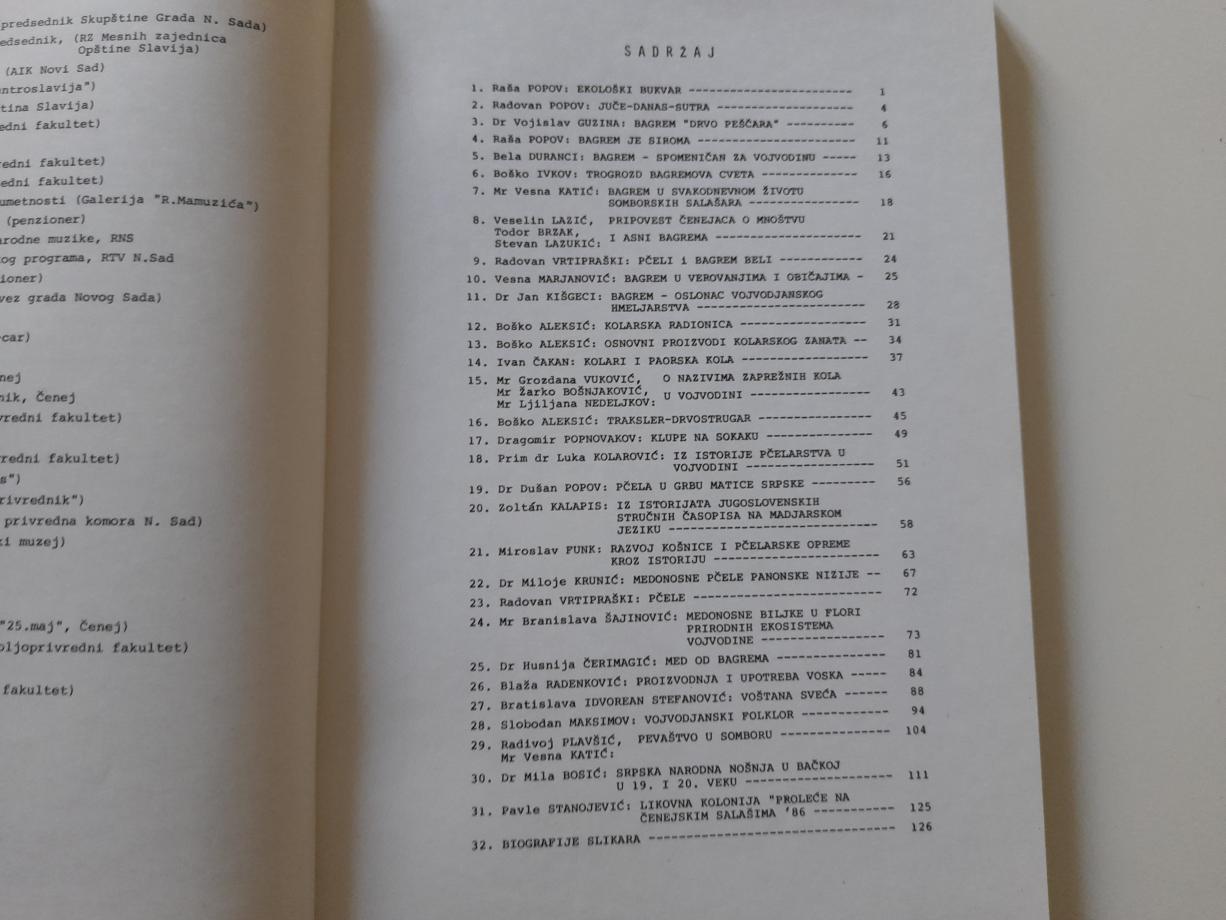 predsednik Skupštine Grada N. Sada)
edsednik, (RZ Mesnih zajednica
Opštine Slavija)
(AIK Novi Sad)
entroslavija")
tina Slavija)
edni fakultet)
redni fakultet)
edni fakultet)
umetnosti (Galerija "R.Mamuzića")
(penzioner)
arodne muzike, RNS
kog programa, RTV N.Sad
ioner)
vez grada Novog Sada)
car)
nej
nik, Čenej
vredni fakultet)
vredni fakultet)
s")
rivrednik")
privredna komora N. Sad)
ki muzej)
"25.maj", Čenej)
oljoprivredni fakultet)
fakultet)
SADRŽAJ
1. Raša POPOV: EKOLOŠKI BUKVAR ------------------------ 1
2. Radovan POPOV: JUČE-DANAS-SUTRA -------------------- 4
3. Dr Vojislav GUZINA: BAGREM "DRVO PEŠČARA" ---------- 6
4. Raša POPOV: BAGREM JE SIROMA ----------------------- 11
5. Bela DURANCI: BAGREM - SPOMENIČAN ZA VOJVODINU ----- 13
6. Boško IVKOV: TROGROZD BAGREMOVA CVETA -------------- 16
7. Mr Vesna KATIĆ: BAGREM U SVAKODNEVNOM ŽIVOTU
SOMBORSKIH SALAŠARA ---------------- 18
8. Veselin LAZIĆ, PRIPOVEST ČENEJACA O MNOŠTVU
Todor BRZAK,
Stevan LAZUKIĆ: I ASNI BAGREMA --------------------- 21
9. Radovan VRTIPRAŠKI: PČELI i BAGREM BELI ------------ 24
10. Vesna MARJANOVIĆ: BAGREM U VEROVANJIMA I OBIČAJIMA - 25
11. Dr Jan KIŠGECI: BAGREM - OSLONAC VOJVODJANSKOG
HMELJARSTVA ------------------------ 28
12. Boško ALEKSIĆ: KOLARSKA RADIONICA ------------------ 31
13. Boško ALEKSIĆ: OSNOVNI PROIZVODI KOLARSKOG ZANATA -- 34
14. Ivan ČAKAN: KOLARI I PAORSKA KOLA ------------------ 37
15. Mr Grozdana VUKOVIĆ, O NAZIVIMA ZAPREŽNIH KOLA
Mr Žarko BOŠNJAKOVIĆ, U VOJVODINI ----------------- 43
Mr Ljiljana NEDELJKOV:
16. Boško ALEKSIĆ: TRAKSLER-DRVOSTRUGAR ---------------- 45
17. Dragomir POPNOVAKOV: KLUPE NA SOKAKU --------------- 49
18. Prim dr Luka KOLAROVIĆ: IZ ISTORIJE PČELARSTVA U
VOJVODINI ------------------ 51
19. Dr Dušan POPOV: PČELA U GRBU MATICE SRPSKE --------- 56
20. Zoltán KALAPIS: IZ ISTORIJATA JUGOSLOVENSKIH
STRUČNIH ČASOPISA NA MADJARSKOM
JEZIKU ----------------------------- 58
21. Miroslav FUNK: RAZVOJ KOŠNICE I PČELARSKE OPREME
KROZ ISTORIJU ----------------------- 63
22. Dr Miloje KRUNIĆ: MEDONOSNE PČELE PANONSKE NIZIJE -- 67
23. Radovan VRTIPRAŠKI: PČELE -------------------------- 72
24. Mr Branislava ŠAJINOVIĆ: MEDONOSNE BILJKE U FLORI
PRIRODNIH EKOSISTEMA
VOJVODINE ----------------- 73
25. Dr Husnija ČERIMAGIĆ: MED OD BAGREMA --------------- 81
26. Blaža RADENKOVIĆ: PROIZVODNJA I UPOTREBA VOSKA ----- 84
27. Bratislava IDVOREAN STEFANOVIĆ: VOŠTANA SVEĆA ------ 88
28. Slobodan MAKSIMOV: VOJVODJANSKI FOLKLOR ------------ 94
29. Radivoj PLAVŠIĆ, PEVAŠTVO U SOMBORU --------------- 104
Mr Vesna KATIĆ:
30. Dr Mila BOSIĆ: SRPSKA NARODNA NOŠNJA U BAČKOJ
U 19. I 20. VEKU -------------------- 111
31. Pavle STANOJEVIĆ: LIKOVNA KOLONIJA "PROLEĆE NA
ČENEJSKIM SALAŠIMA '86 ----------- 125
32. BIOGRAFIJE SLIKARA ---------------------------------- 126